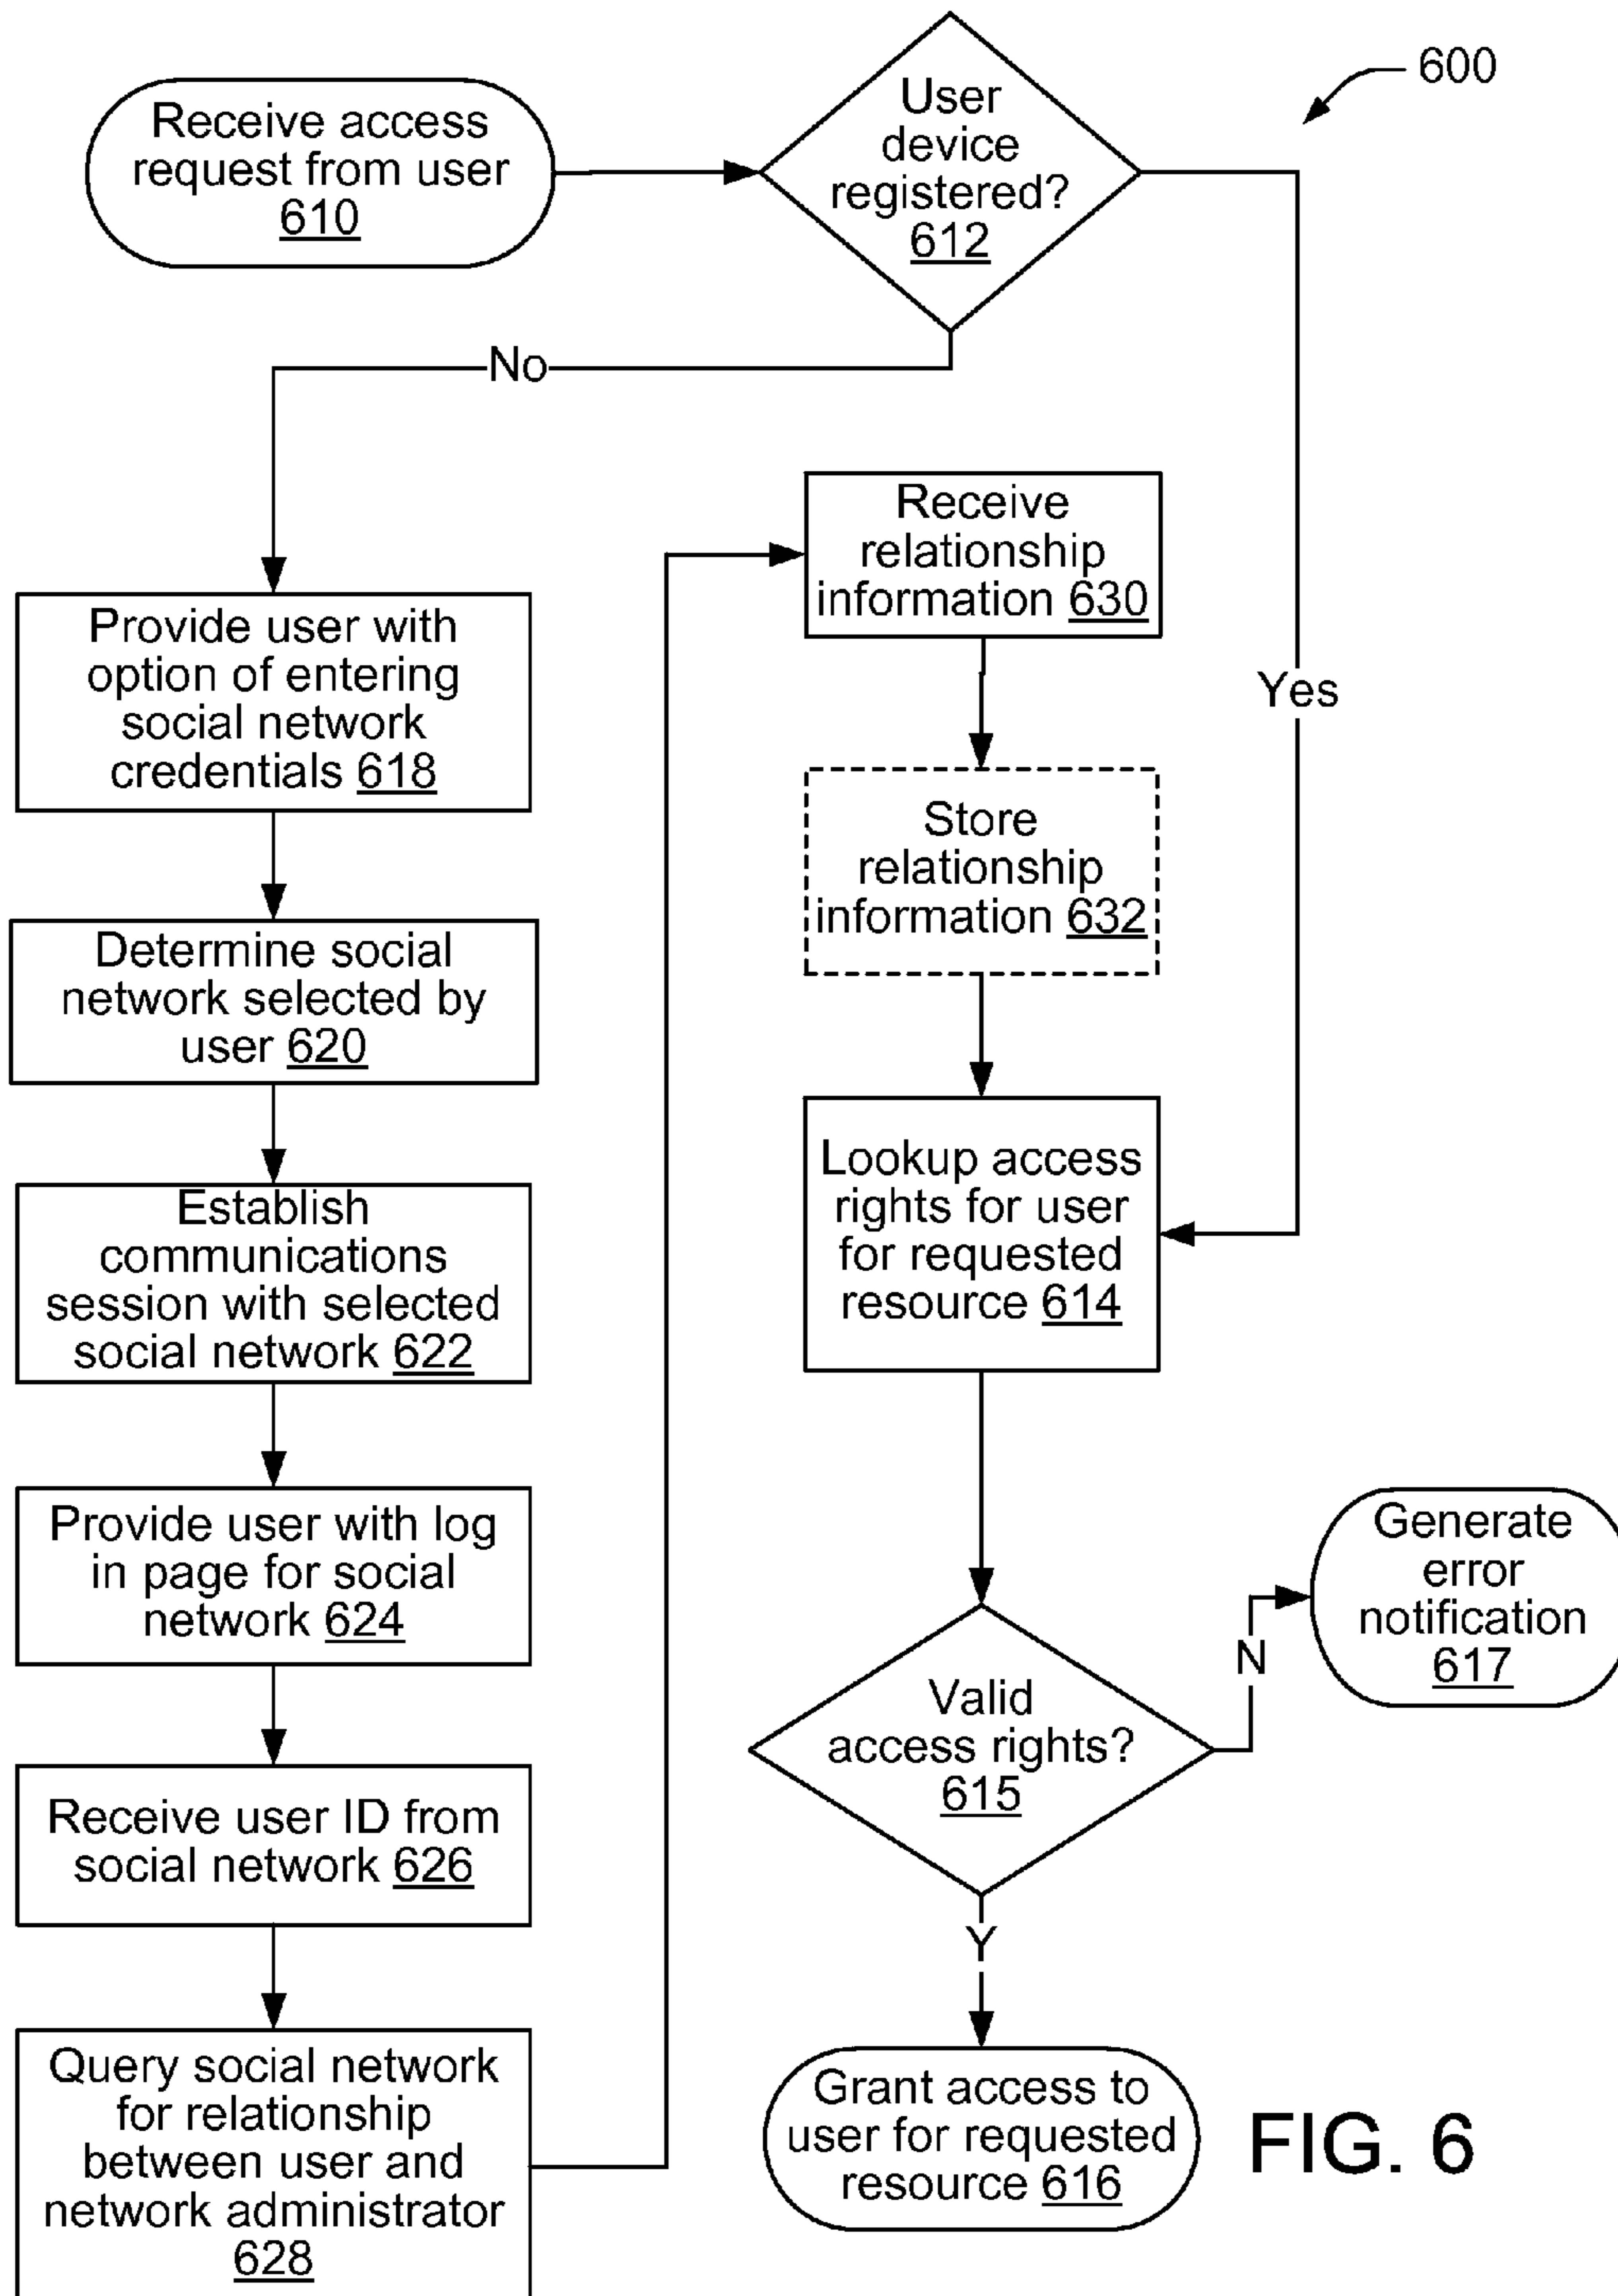 600
Receive access
request from user
610
User
device
registered?
612
No
Yes
Provide user with
option of entering
social network
credentials 618
Determine social
network selected by
user 620
Establish
communications
session with selected
social network 622
Provide user with log
in page for social
network 624
Receive user ID from
social network 626
Query social network
for relationship
between user and
network administrator
628
Receive
relationship
information 630
Store
relationship
information 632
Lookup access
rights for user
for requested
resource 614
Valid
access rights?
615
N
Generate
error
notification
617
Y
Grant access to
user for requested
resource 616
FIG. 6